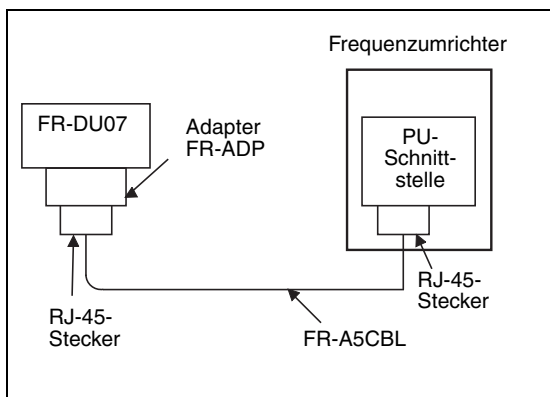 Frequenzumrichter
FR-DU07
Adapter
FR-ADP
PU-
Schnitt-
stelle
RJ-45-
Stecker
RJ-45-
Stecker
FR-A5CBL